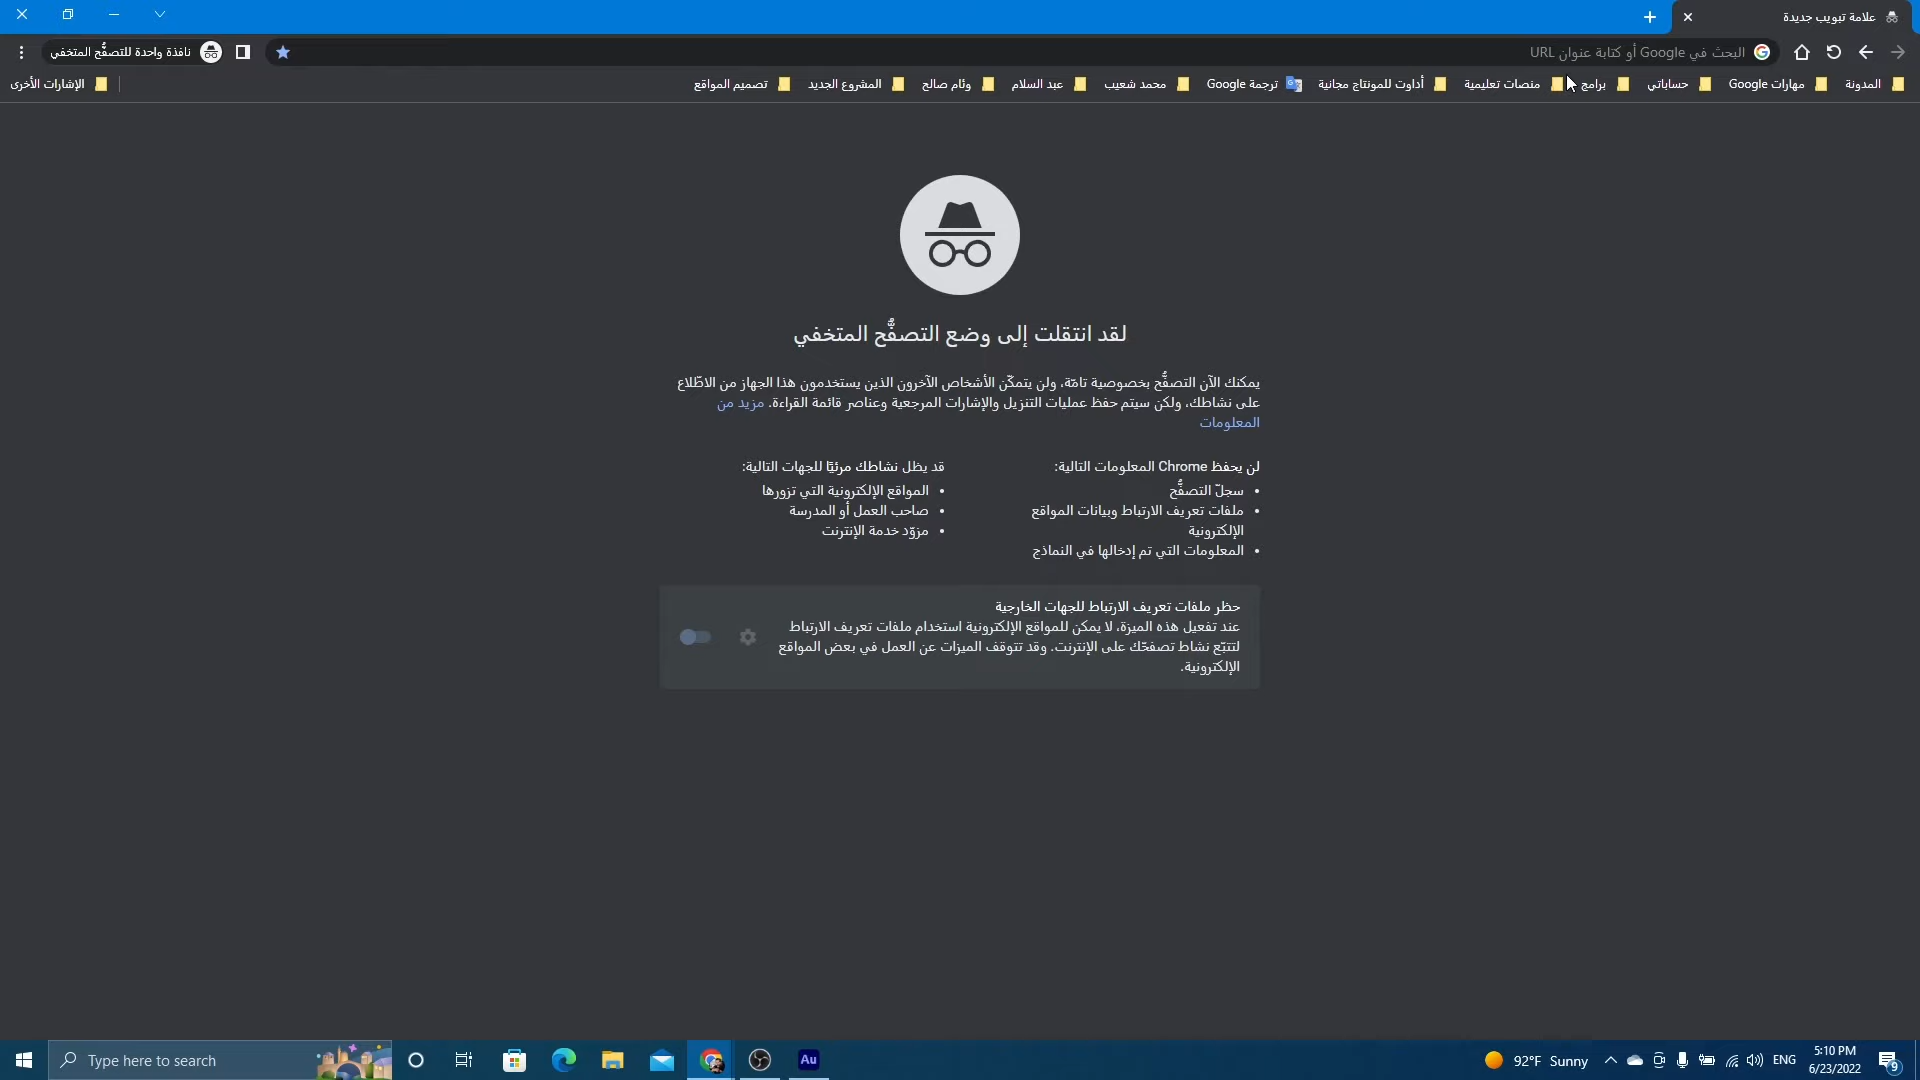 علامة تبويب جديدة
البحث في Google أو كتابة عنوان URL
نافذة واحدة للتصفُّح المتخفي
المدونة
مهارات Google
حساباتي
برامج
منصات تعليمية
أداوت للمونتاج مجانية
ترجمة Google
محمد شعيب
عبد السلام
وئام صالح
المشروع الجديد
تصميم المواقع
الإشارات الأخرى
لقد انتقلت إلى وضع التصفُّح المتخفي
يمكنك الآن التصفُّح بخصوصية تامّة، ولن يتمكّن الأشخاص الآخرون الذين يستخدمون هذا الجهاز من الاطّلاع
على نشاطك، ولكن سيتم حفظ عمليات التنزيل والإشارات المرجعية وعناصر قائمة القراءة. مزيد من
المعلومات
لن يحفظ Chrome المعلومات التالية:
سجلّ التصفُّح
ملفات تعريف الارتباط وبيانات المواقع
الإلكترونية
المعلومات التي تم إدخالها في النماذج
قد يظل نشاطك مرئيًا للجهات التالية:
المواقع الإلكترونية التي تزورها
صاحب العمل أو المدرسة
مزوّد خدمة الإنترنت
حظر ملفات تعريف الارتباط للجهات الخارجية
عند تفعيل هذه الميزة، لا يمكن للمواقع الإلكترونية استخدام ملفات تعريف الارتباط
لتتبّع نشاط تصفحّك على الإنترنت. وقد تتوقف الميزات عن العمل في بعض المواقع
الإلكترونية.
Type here to search
Au
92°F Sunny
ENG
5:10 PM
6/23/2022
9